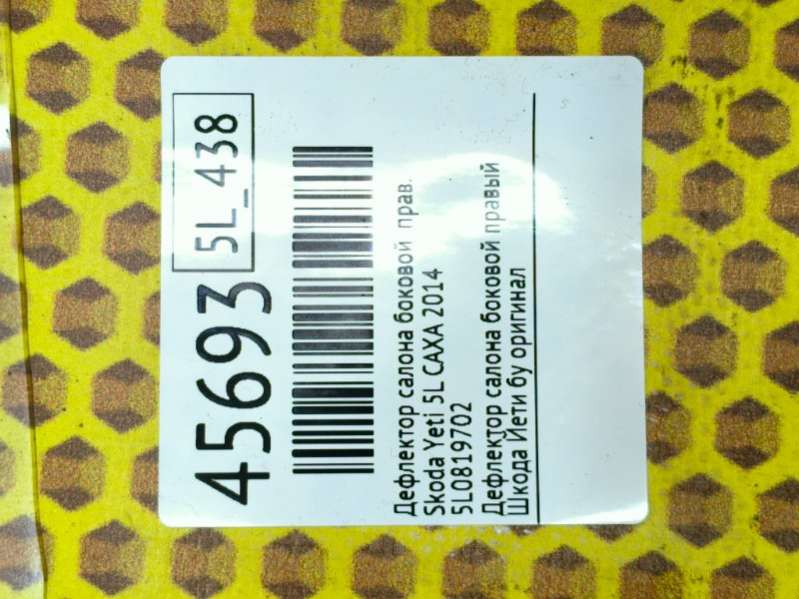 45693 5L_438
Дефлектор салона боковой прав.
Skoda Yeti 5L CAXA 2014
5L0819702
Дефлектор салона боковой правый
Шкода Йети бу оригинал